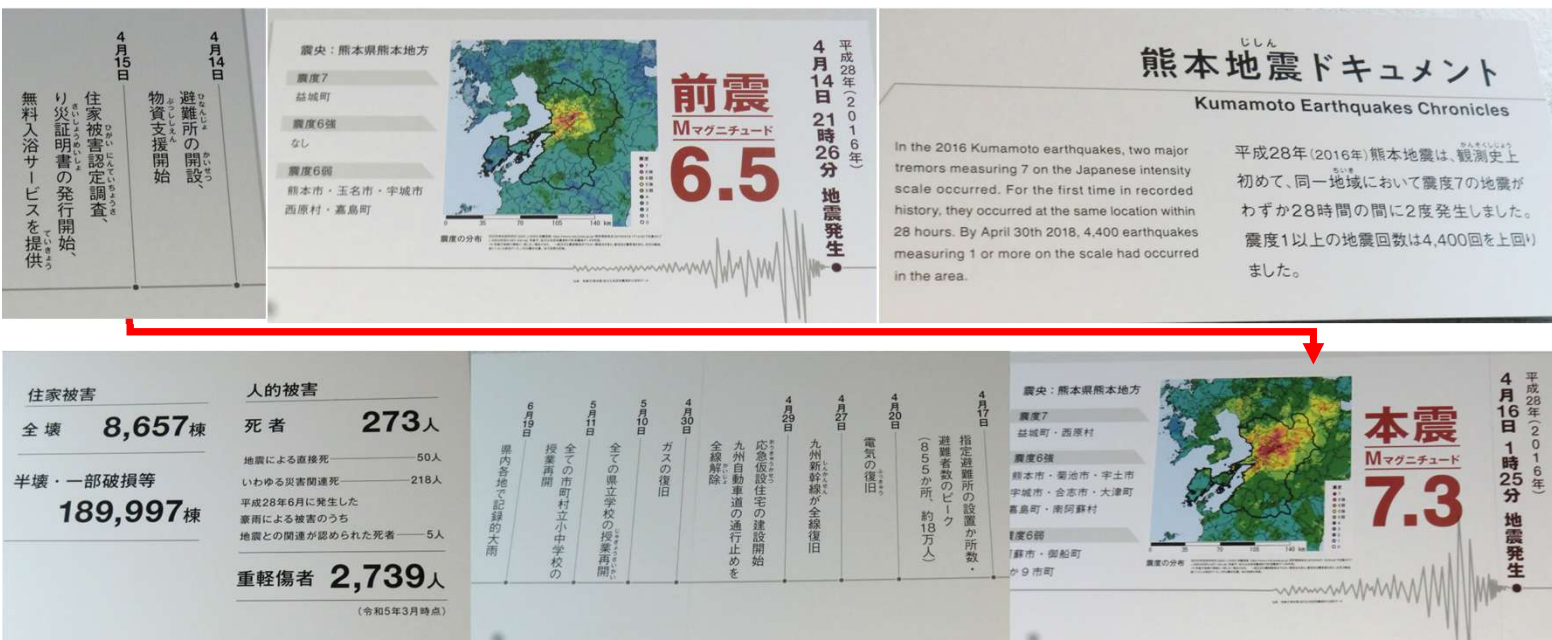 熊本地震ドキュメント
Kumamoto Earthquakes Chronicles
In the 2016 Kumamoto earthquakes, two major
tremors measuring 7 on the Japanese intensity
scale occurred. For the first time in recorded
history, they occurred at the same location within
28 hours. By April 30th 2018, 4,400 earthquakes
measuring 1 or more on the scale had occurred
in the area.
平成28年(2016年)熊本地震は、観測史上
初めて、同一地域において震度7の地震が
わずか28時間の間に2度発生しました。
震度1以上の地震回数は4,400回を上回り
ました。
平成28年(2016年)
4月14日 21時26分 地震発生
前震
Mマグニチュード
6.5
震央:熊本県熊本地方
震度7
益城町
震度6強
なし
震度6弱
熊本市・玉名市・宇城市
西原村・嘉島町
0 35 70 105 140 km
震度の分布
4月14日
避難所の開設、
物資支援開始
4月15日
住家被害認定調査、
り災証明書の発行開始、
無料入浴サービスを提供
平成28年(2016年)
4月16日 1時25分 地震発生
本震
Mマグニチュード
7.3
震央:熊本県熊本地方
震度7
益城町・西原村
震度6強
熊本市・菊池市・宇土市
宇城市・合志市・大津町
嘉島町・南阿蘇村
震度6弱
蘇市・御船町
か9市町
0 35 70 105 140 km
震度の分布
4月17日
指定避難所の設置か所数・
避難者数のピーク
(855か所、約18万人)
4月20日
電気の復旧
4月27日
九州新幹線が全線復旧
4月29日
応急仮設住宅の建設開始
九州自動車道の通行止めを
全線解除
4月30日
ガスの復旧
5月10日
全ての県立学校の授業再開
5月11日
全ての市町村立小中学校の
授業再開
6月19日
県内各地で記録的大雨
人的被害
死者 273人
地震による直接死 50人
いわゆる災害関連死 218人
平成28年6月に発生した
豪雨による被害のうち
地震との関連が認められた死者 5人
重軽傷者 2,739人
(令和5年3月時点)
住家被害
全壊 8,657棟
半壊・一部破損等
189,997棟